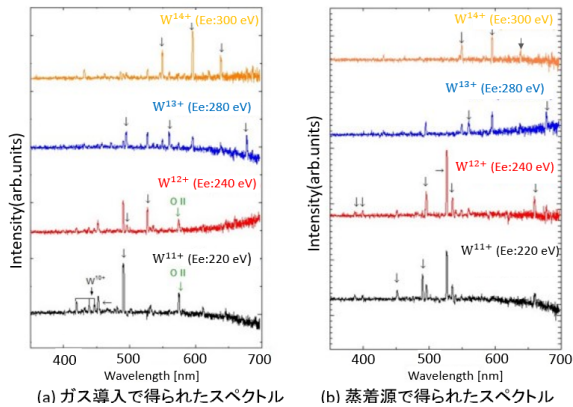 (a)
W14+ (Ee:300 eV)
W13+ (Ee:280 eV)
W12+ (Ee:240 eV)
O II
W11+ (Ee:220 eV)
O II
W10+
Intensity(arb.units)
400 500 600 700
Wavelength [nm]
(a) ガス導入で得られたスペクトル
(b)
W14+ (Ee:300 eV)
W13+ (Ee:280 eV)
W12+ (Ee:240 eV)
W11+ (Ee:220 eV)
Intensity(arb.units)
400 500 600 700
Wavelength [nm]
(b) 蒸着源で得られたスペクトル